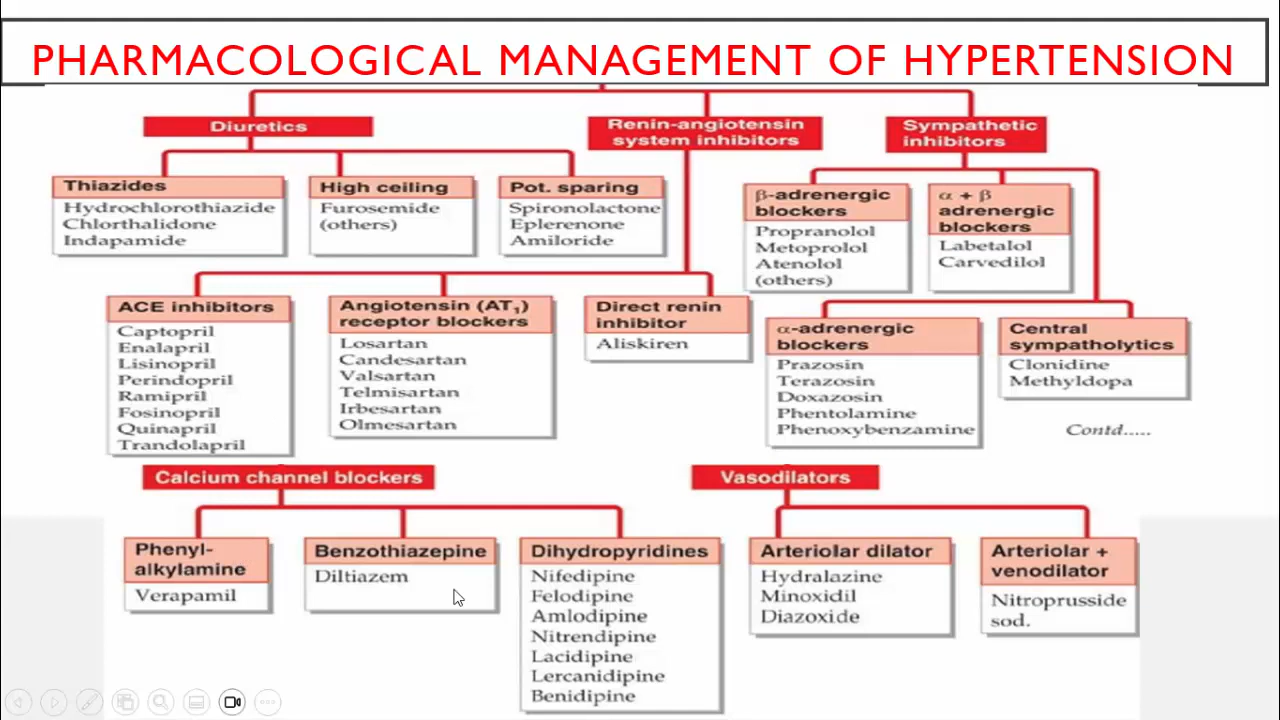 PHARMACOLOGICAL MANAGEMENT OF HYPERTENSION
Diuretics
Renin-angiotensin
system inhibitors
Sympathetic
inhibitors
Thiazides
Hydrochlorothiazide
Chlorthalidone
Indapamide
High ceiling
Furosemide
(others)
Pot. sparing
Spironolactone
Eplerenone
Amiloride
β-adrenergic
blockers
Propranolol
Metoprolol
Atenolol
(others)
α + β
adrenergic
blockers
Labetalol
Carvedilol
ACE inhibitors
Captopril
Enalapril
Lisinopril
Perindopril
Ramipril
Fosinopril
Quinapril
Trandolapril
Angiotensin (AT₁)
receptor blockers
Losartan
Candesartan
Valsartan
Telmisartan
Irbesartan
Olmesartan
Direct renin
inhibitor
Aliskiren
α-adrenergic
blockers
Prazosin
Terazosin
Doxazosin
Phentolamine
Phenoxybenzamine
Central
sympatholytics
Clonidine
Methyldopa
Contd.....
Calcium channel blockers
Vasodilators
Phenyl-
alkylamine
Verapamil
Benzothiazepine
Diltiazem
Dihydropyridines
Nifedipine
Felodipine
Amlodipine
Nitrendipine
Lacidipine
Lercanidipine
Benidipine
Arteriolar dilator
Hydralazine
Minoxidil
Diazoxide
Arteriolar +
venodilator
Nitroprusside
sod.